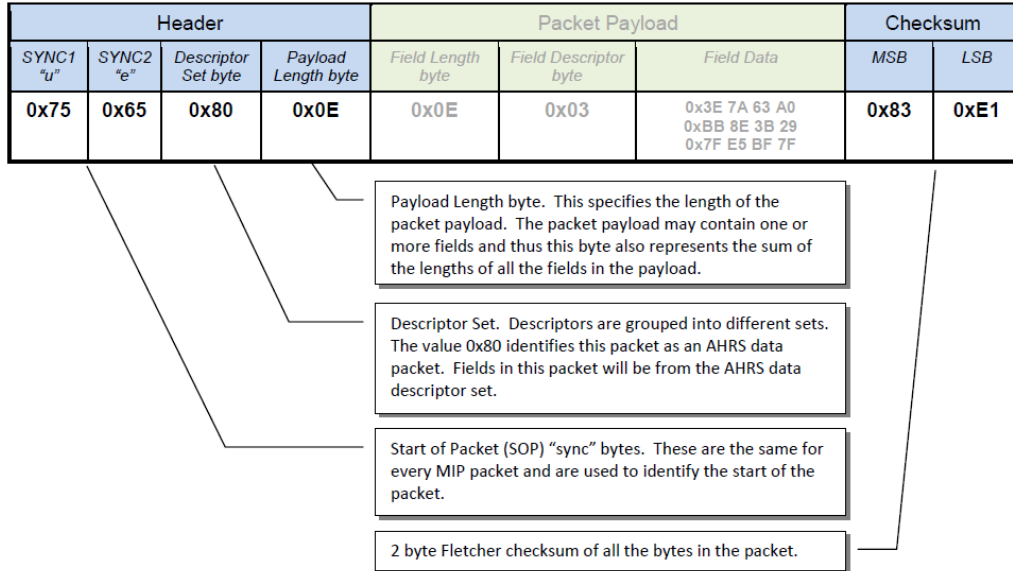 Header Packet Payload Checksum
SYNC1 "u" SYNC2 "e" Descriptor Set byte Payload Length byte Field Length byte Field Descriptor byte Field Data MSB LSB
0x75 0x65 0x80 0x0E 0x0E 0x03 0x3E 7A 63 A0 0x83 0xE1
0xBB 8E 3B 29
0x7F E5 BF 7F
Payload Length byte. This specifies the length of the
packet payload. The packet payload may contain one or
more fields and thus this byte also represents the sum of
the lengths of all the fields in the payload.
Descriptor Set. Descriptors are grouped into different sets.
The value 0x80 identifies this packet as an AHRS data
packet. Fields in this packet will be from the AHRS data
descriptor set.
Start of Packet (SOP) “sync” bytes. These are the same for
every MIP packet and are used to identify the start of the
packet.
2 byte Fletcher checksum of all the bytes in the packet.